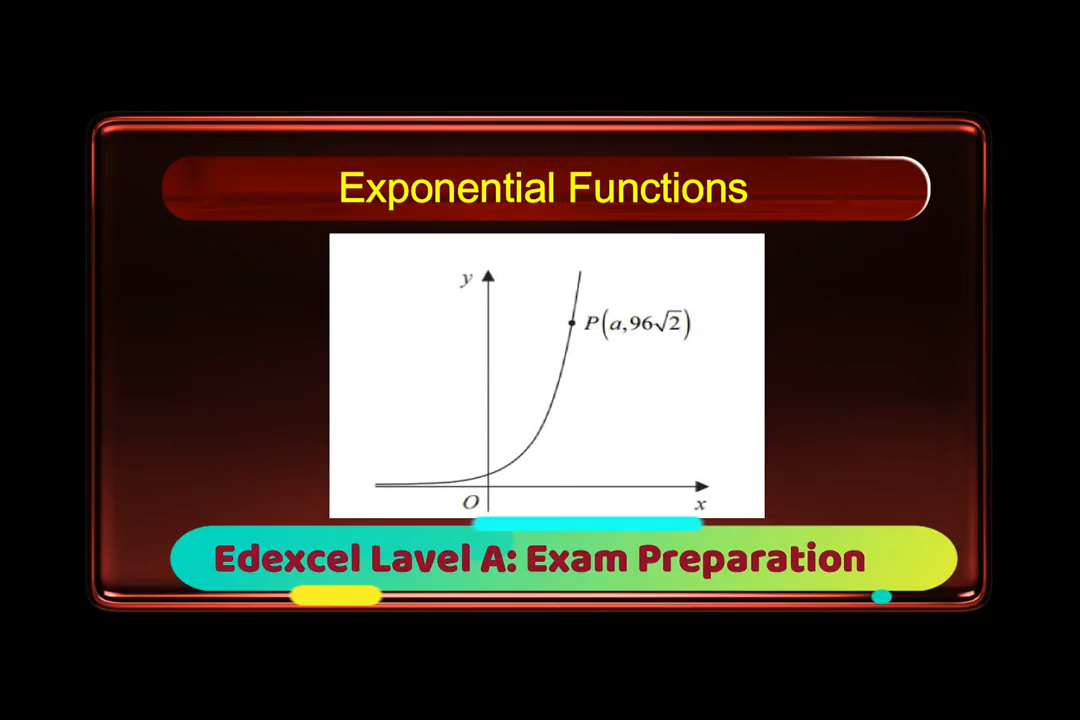 Exponential Functions
y
P(a,96√2)
O
x
Edexcel Lavel A: Exam Preparation